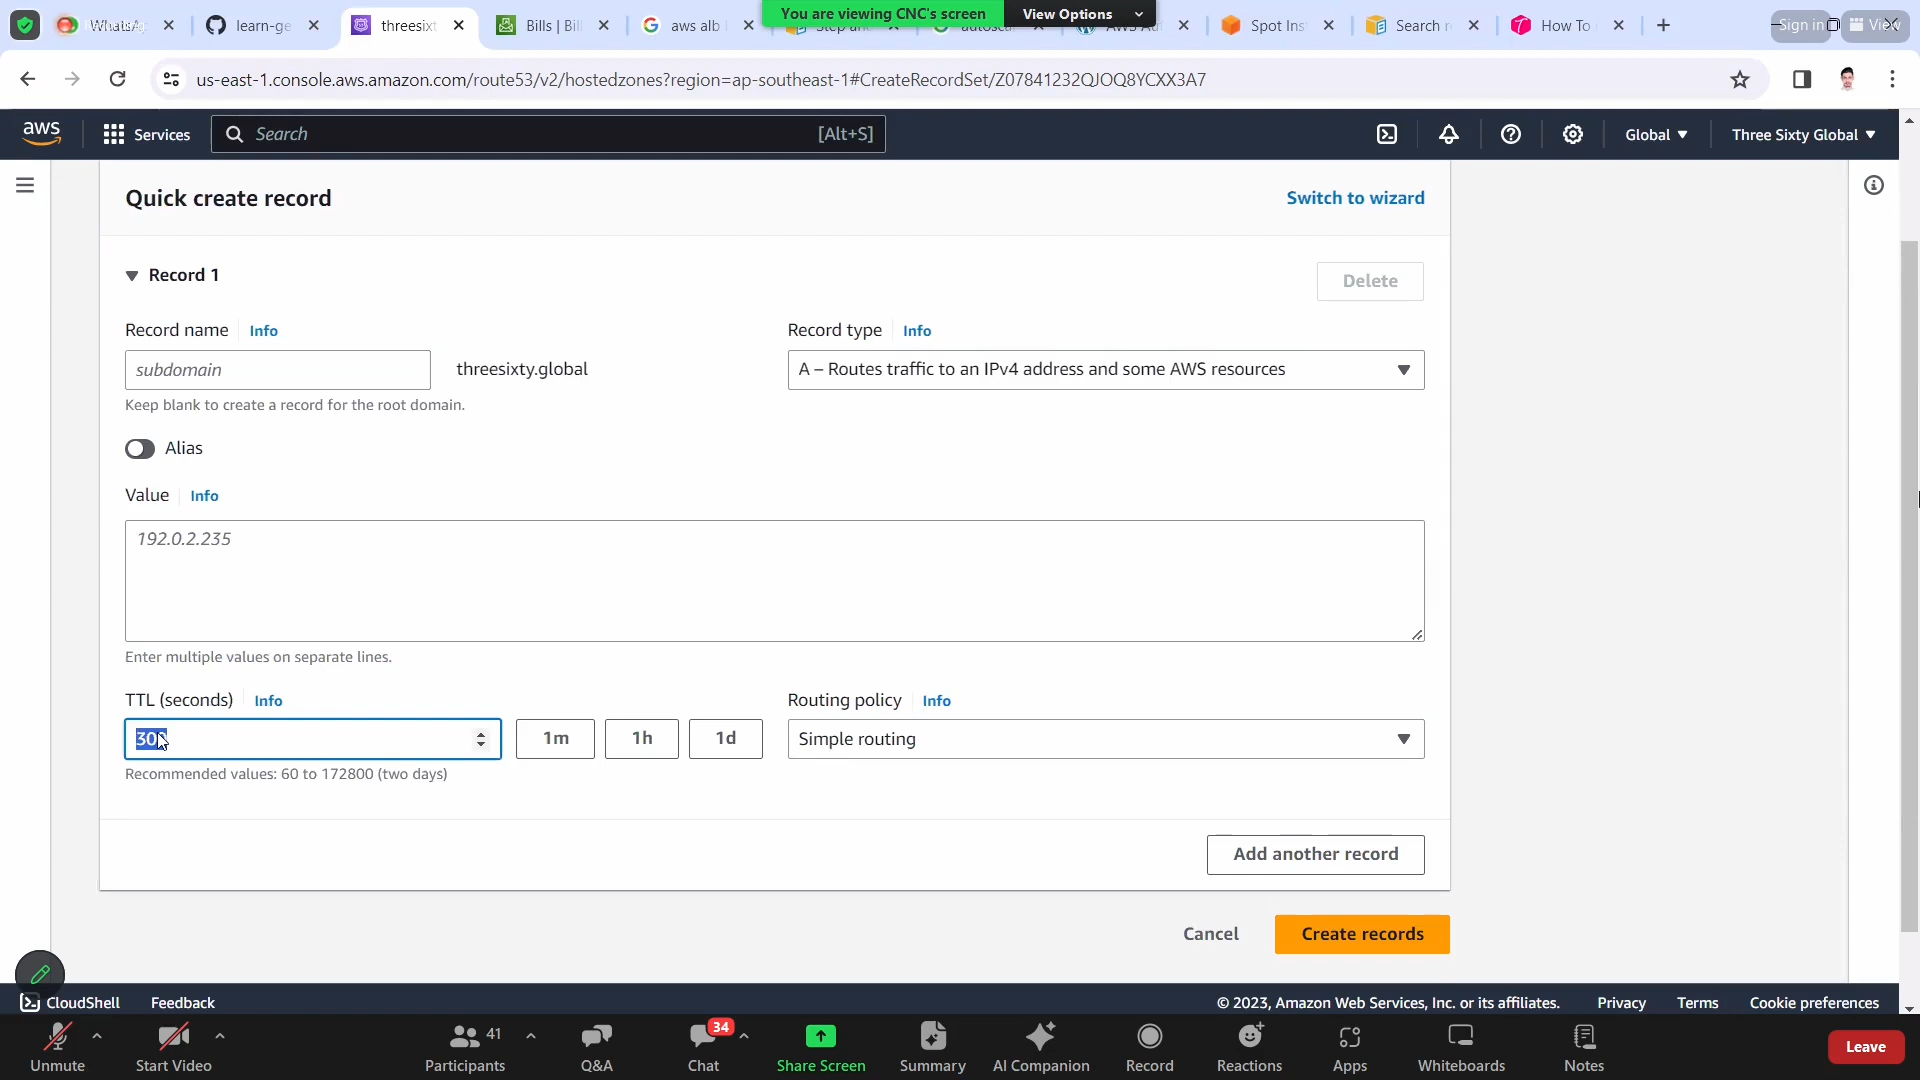 WhatsA
learn-ge
threesixt
Bills | Bil
aws alb l
You are viewing CNC's screen
View Options
Spot Ins
Search r
How To
Sign in
View
us-east-1.console.aws.amazon.com/route53/v2/hostedzones?region=ap-southeast-1#CreateRecordSet/Z07841232QJOQ8YCXX3A7
aws
Services
Search
[Alt+S]
Global
Three Sixty Global
Quick create record
Switch to wizard
Record 1
Delete
Record name
Info
Record type
Info
subdomain
threesixty.global
A – Routes traffic to an IPv4 address and some AWS resources
Keep blank to create a record for the root domain.
Alias
Value
Info
192.0.2.235
Enter multiple values on separate lines.
TTL (seconds)
Info
Routing policy
Info
300
1m
1h
1d
Simple routing
Recommended values: 60 to 172800 (two days)
Add another record
Cancel
Create records
CloudShell
Feedback
© 2023, Amazon Web Services, Inc. or its affiliates.
Privacy
Terms
Cookie preferences
41
34
Unmute
Start Video
Participants
Q&A
Chat
Share Screen
Summary
AI Companion
Record
Reactions
Apps
Whiteboards
Notes
Leave